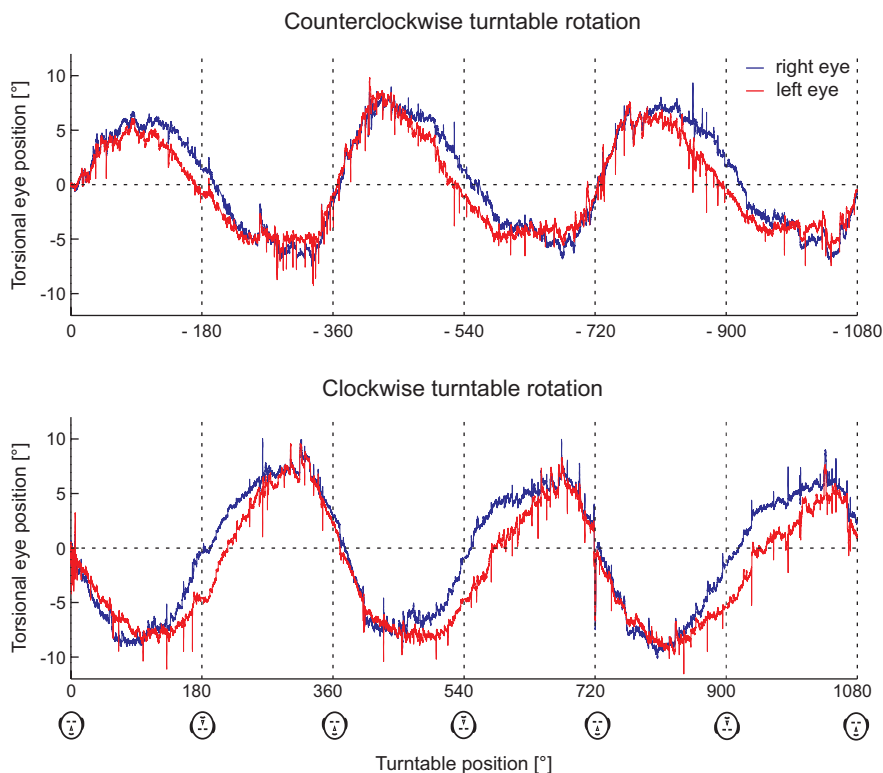 Counterclockwise turntable rotation
right eye
left eye
Torsional eye position [°]
10
5
0
-5
-10
0 - 180 - 360 - 540 - 720 - 900 - 1080
Clockwise turntable rotation
Torsional eye position [°]
10
5
0
-5
-10
0 180 360 540 720 900 1080
Turntable position [°]